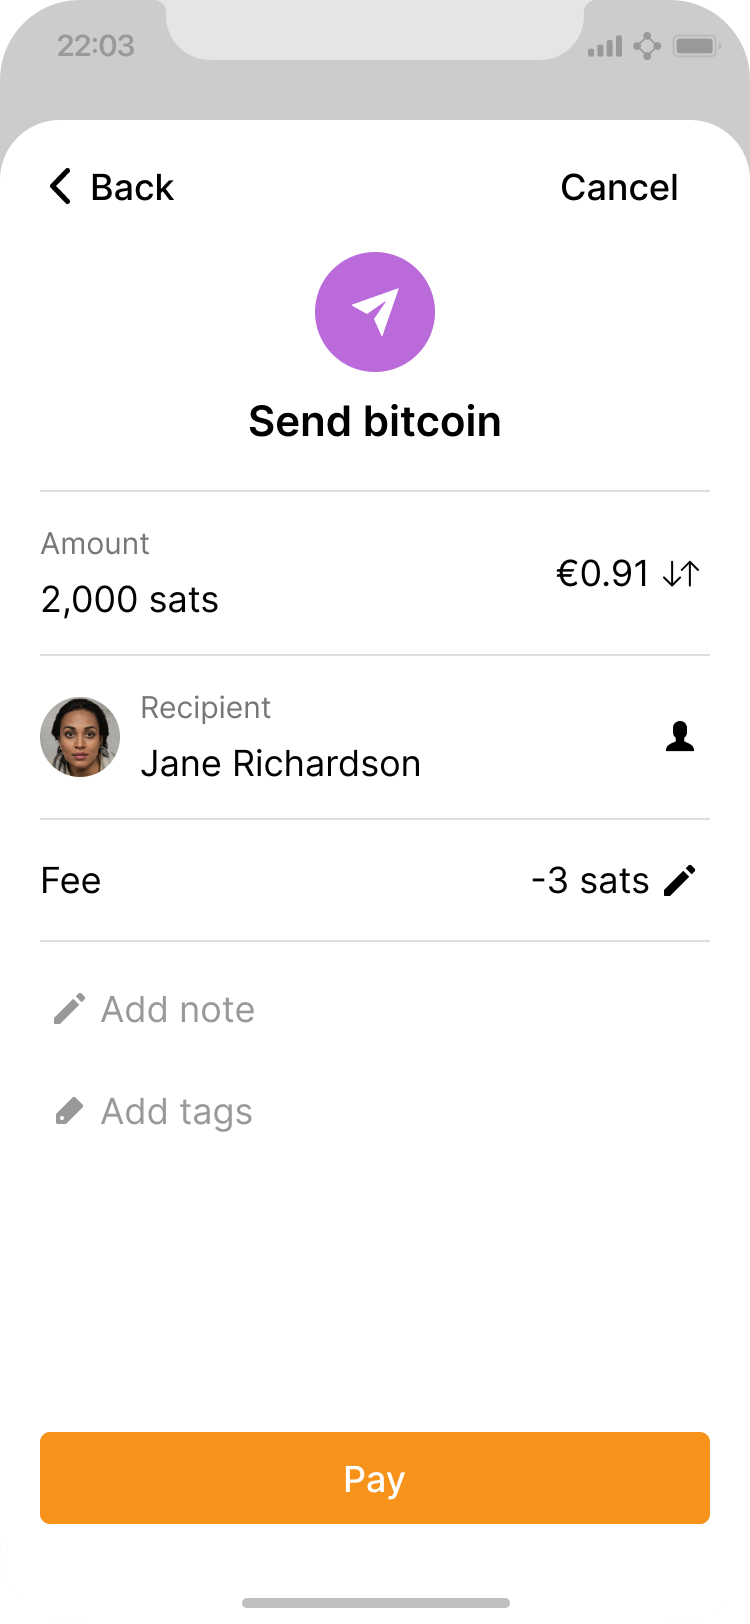 22:03
Back
Cancel
Send bitcoin
Amount
2,000 sats
€0.91
Recipient
Jane Richardson
Fee
-3 sats
Add note
Add tags
Pay